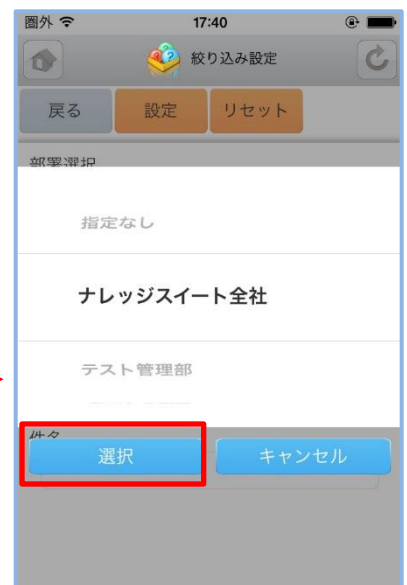 圏外 17:40
絞り込み設定
戻る 設定 リセット
部署選択
指定なし
ナレッジスイート全社
テスト管理部
件名
選択 キャンセル